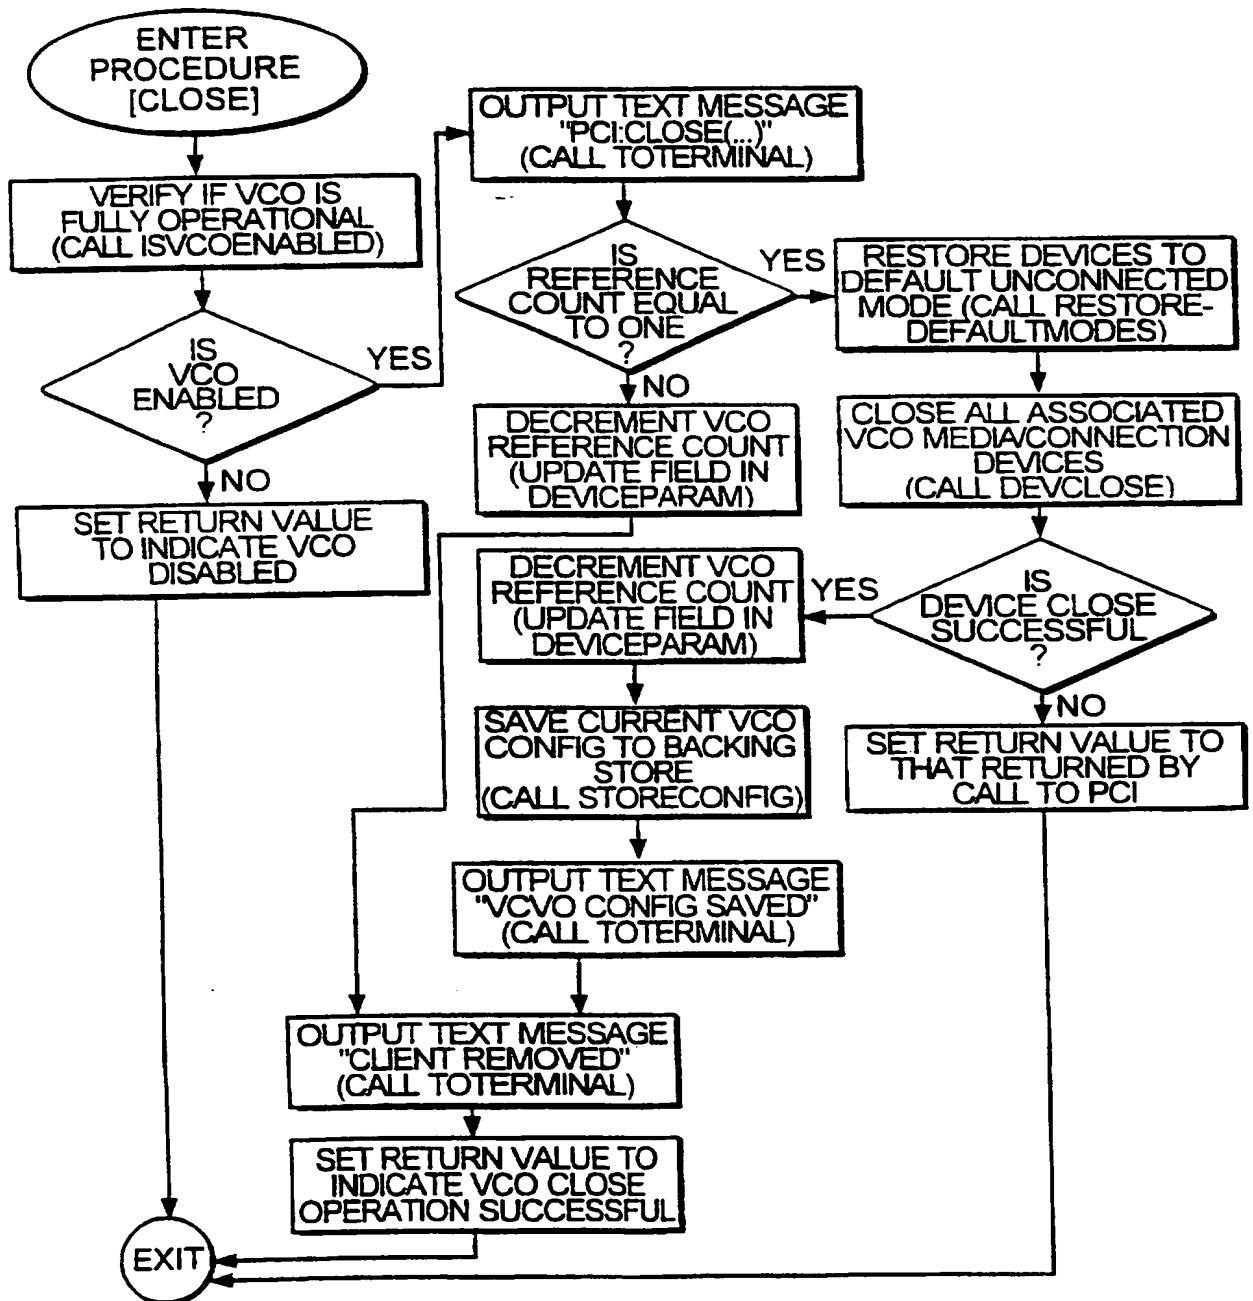 ENTER
PROCEDURE
[CLOSE]
VERIFY IF VCO IS
FULLY OPERATIONAL
(CALL ISVCOENABLED)
IS
VCO
ENABLED
?
YES
NO
SET RETURN VALUE
TO INDICATE VCO
DISABLED
OUTPUT TEXT MESSAGE
"PCI:CLOSE(...)"
(CALL TOTERMINAL)
IS
REFERENCE
COUNT EQUAL
TO ONE
?
YES
NO
RESTORE DEVICES TO
DEFAULT UNCONNECTED
MODE (CALL RESTORE-
DEFAULTMODES)
CLOSE ALL ASSOCIATED
VCO MEDIA/CONNECTION
DEVICES
(CALL DEVCLOSE)
IS
DEVICE CLOSE
SUCCESSFUL
?
YES
NO
SET RETURN VALUE TO
THAT RETURNED BY
CALL TO PCI
DECREMENT VCO
REFERENCE COUNT
(UPDATE FIELD IN
DEVICEPARAM)
DECREMENT VCO
REFERENCE COUNT
(UPDATE FIELD IN
DEVICEPARAM)
SAVE CURRENT VCO
CONFIG TO BACKING
STORE
(CALL STORECONFIG)
OUTPUT TEXT MESSAGE
"VCVO CONFIG SAVED"
(CALL TOTERMINAL)
OUTPUT TEXT MESSAGE
"CLIENT REMOVED"
(CALL TOTERMINAL)
SET RETURN VALUE TO
INDICATE VCO CLOSE
OPERATION SUCCESSFUL
EXIT